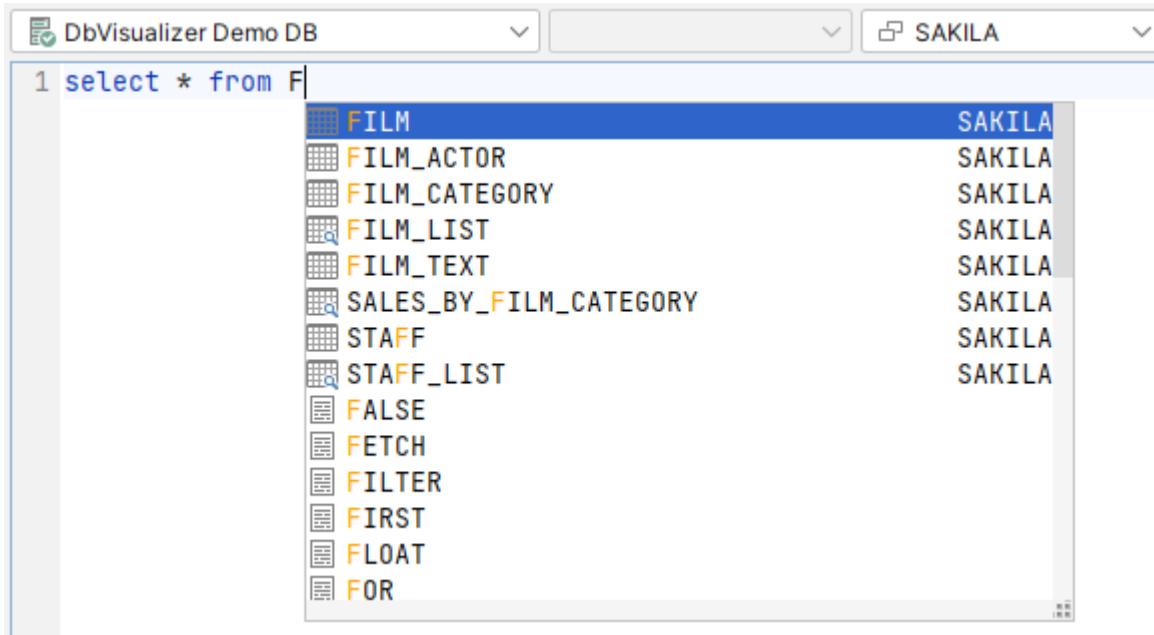 DbVisualizer Demo DB SAKILA
1 select * from F
FILM SAKILA
FILM_ACTOR SAKILA
FILM_CATEGORY SAKILA
FILM_LIST SAKILA
FILM_TEXT SAKILA
SALES_BY_FILM_CATEGORY SAKILA
STAFF SAKILA
STAFF_LIST SAKILA
FALSE
FETCH
FILTER
FIRST
FLOAT
FOR